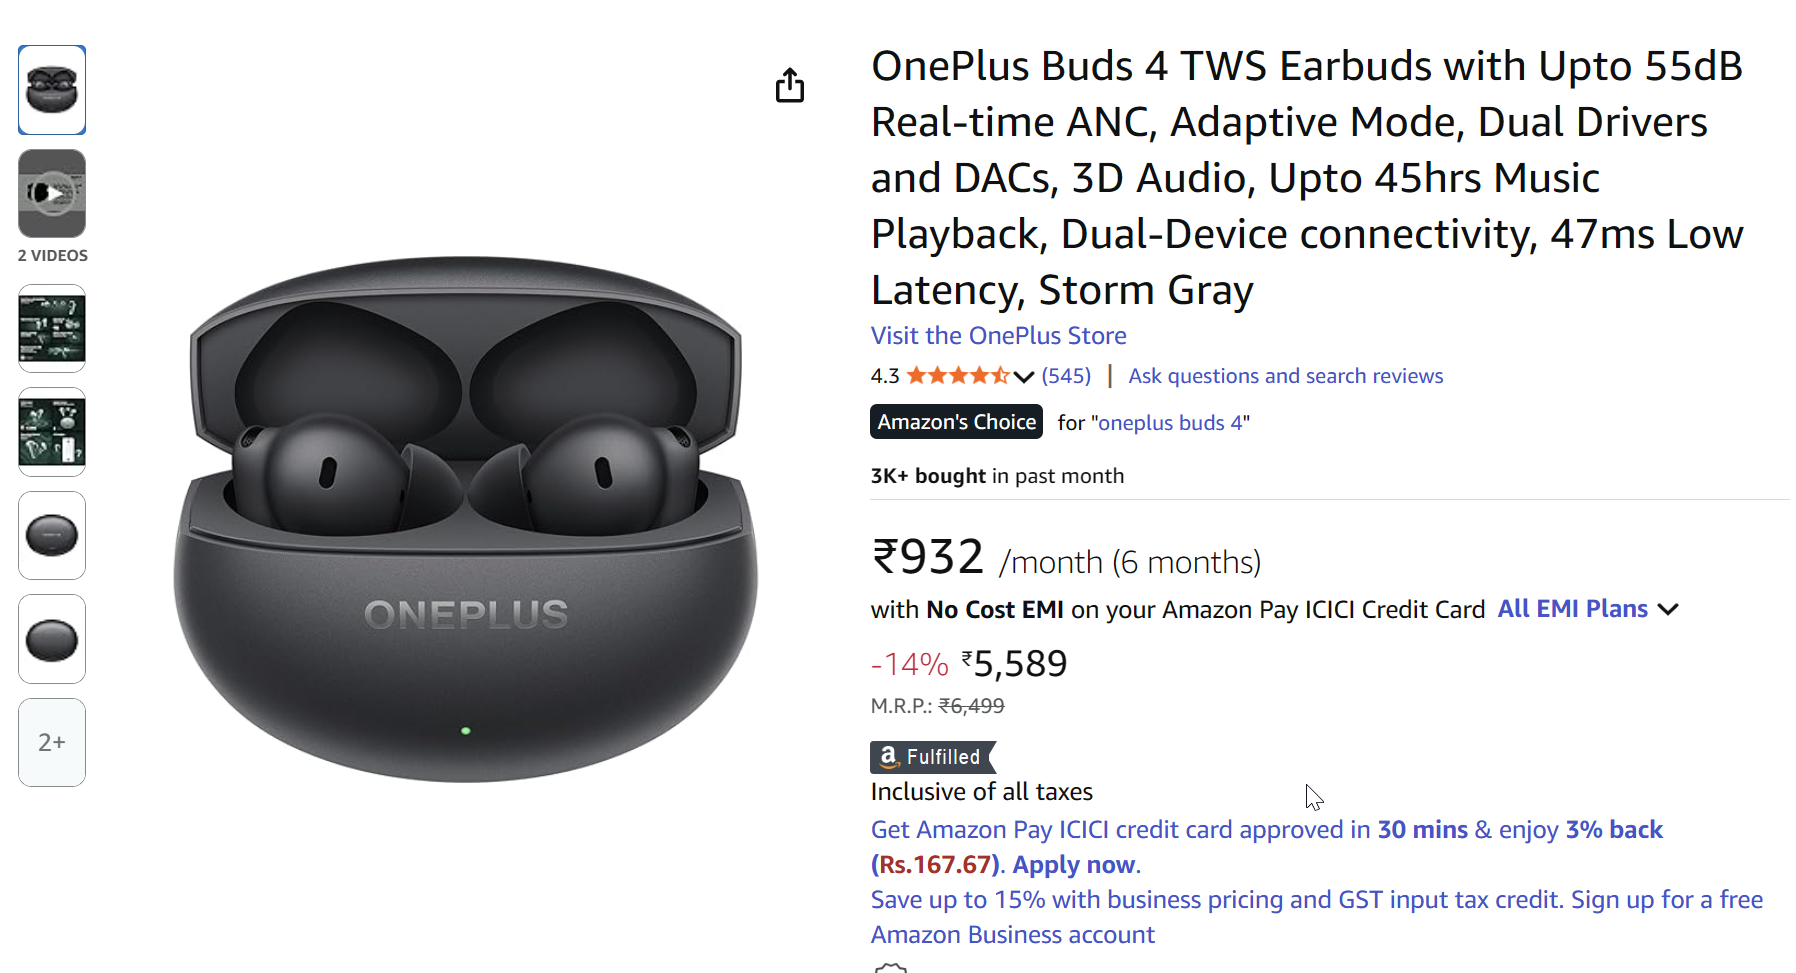 OnePlus Buds 4 TWS Earbuds with Upto 55dB
Real-time ANC, Adaptive Mode, Dual Drivers
and DACs, 3D Audio, Upto 45hrs Music
Playback, Dual-Device connectivity, 47ms Low
Latency, Storm Gray
Visit the OnePlus Store
4.3 (545) | Ask questions and search reviews
Amazon's Choice for "oneplus buds 4"
3K+ bought in past month
₹932 /month (6 months)
with No Cost EMI on your Amazon Pay ICICI Credit Card All EMI Plans
-14% ₹5,589
M.R.P.: ₹6,499
a Fulfilled
Inclusive of all taxes
Get Amazon Pay ICICI credit card approved in 30 mins & enjoy 3% back
(Rs.167.67). Apply now.
Save up to 15% with business pricing and GST input tax credit. Sign up for a free
Amazon Business account
2 VIDEOS
2+
ONEPLUS